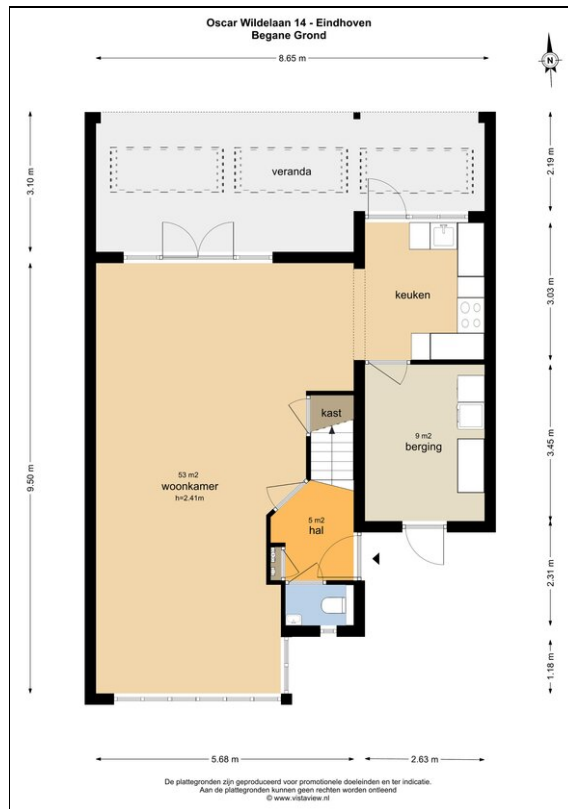 Oscar Wildelaan 14 - Eindhoven
Begane Grond
8.65 m
N
3.10 m
2.19 m
veranda
keuken
3.03 m
kast
9 m2
berging
3.45 m
9.50 m
53 m2
woonkamer
h=2.41m
5 m2
hal
2.31 m
1.18 m
5.68 m
2.63 m
De plattegronden zijn geproduceerd voor promotionele doeleinden en ter indicatie.
Aan de plattegronden kunnen geen rechten worden ontleend
© www.vistaview.nl